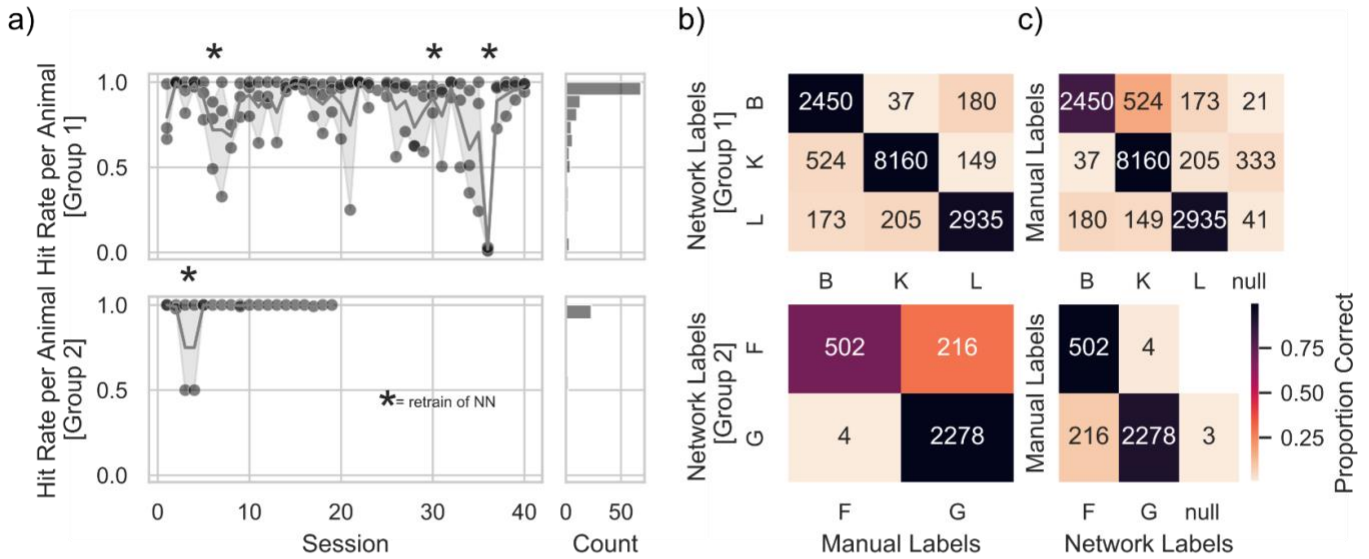 a)
b)
c)
* * *
Hit Rate per Animal
[Group 1]
1.0
0.5
0.0
*
Hit Rate per Animal
[Group 2]
1.0
0.5
0.0
*= retrain of NN
0 10 20 30 40
Session
0 50
Count
Network Labels
[Group 1]
B
K
L
2450 37 180
524 8160 149
173 205 2935
B K L
Network Labels
[Group 2]
F
G
502 216
4 2278
F G
Manual Labels
Manual Labels
2450 524 173 21
37 8160 205 333
180 149 2935 41
B K L null
Manual Labels
502 4
216 2278 3
F G null
Network Labels
0.75
0.50
0.25
Proportion Correct